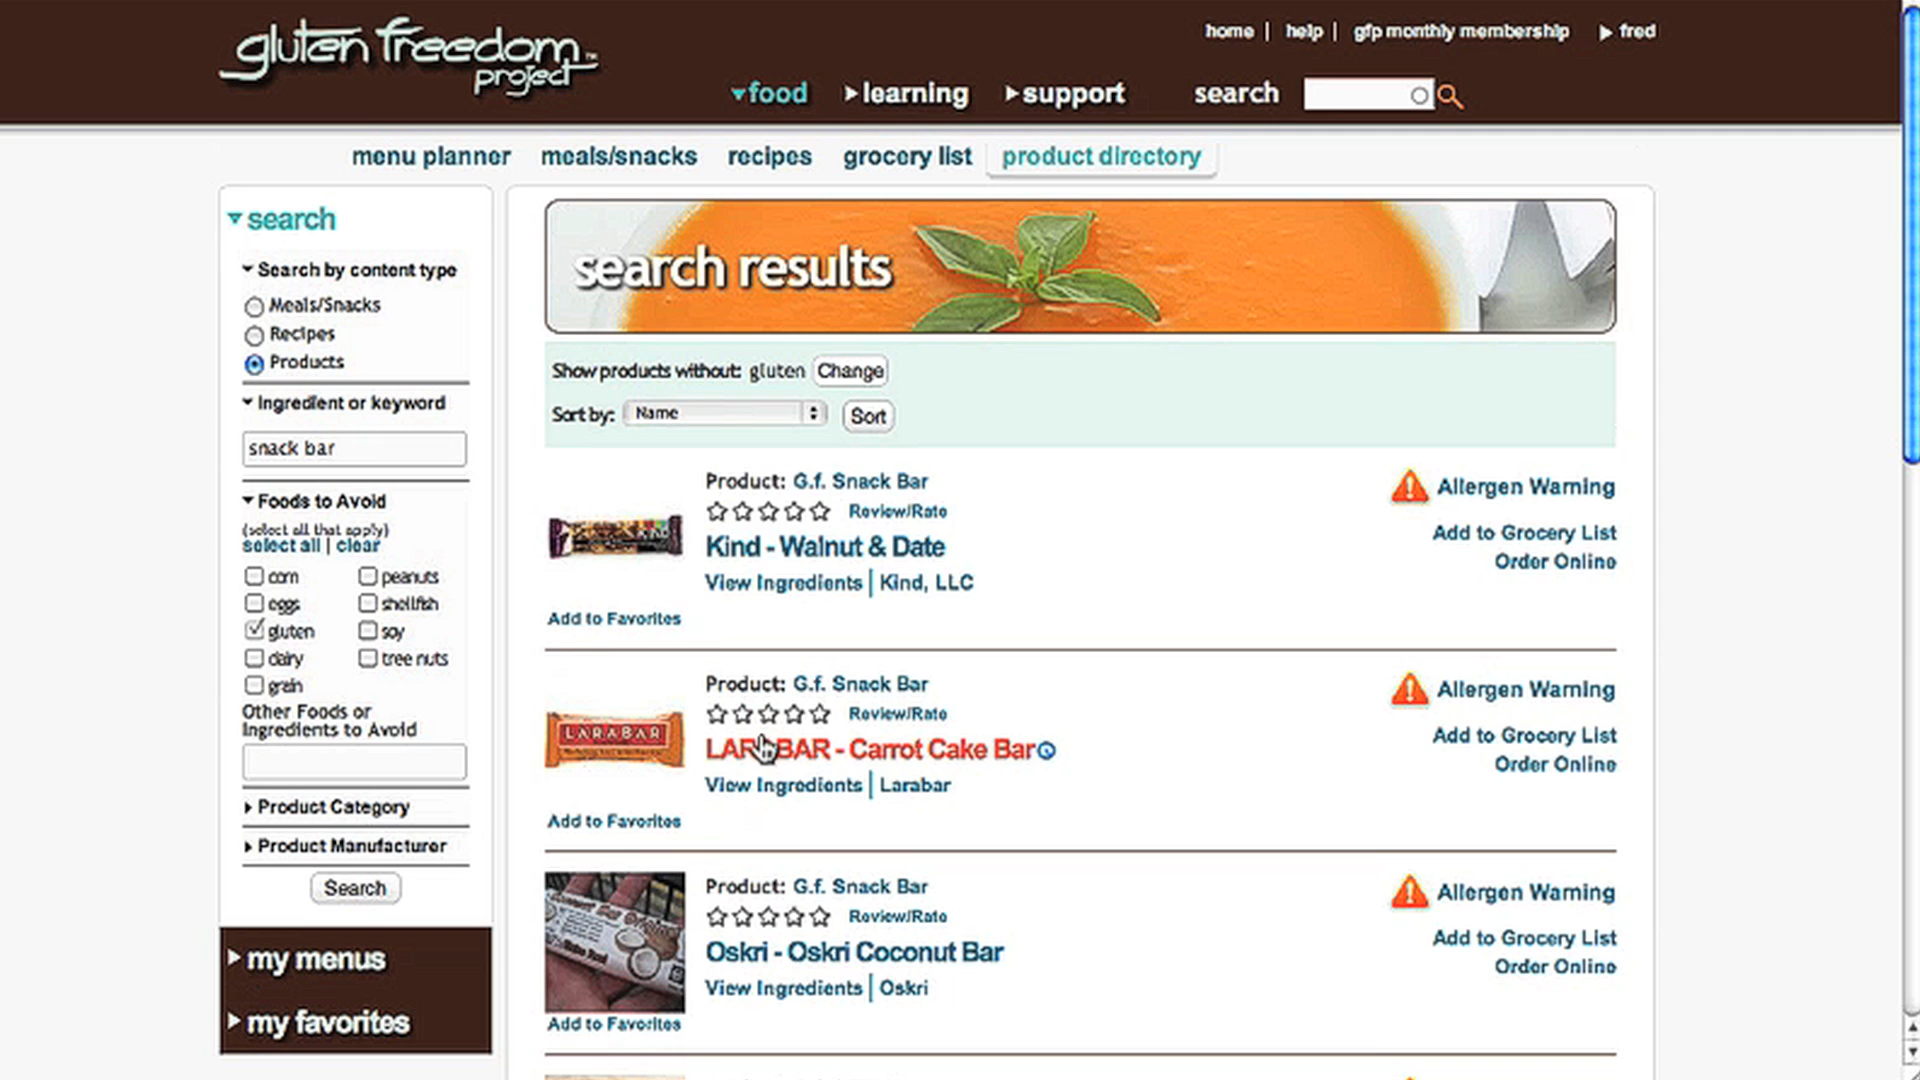 gluten freedom project
home | help | gfp monthly membership fred
food learning support search
menu planner meals/snacks recipes grocery list product directory
search
Search by content type
Meals/Snacks
Recipes
Products
Ingredient or keyword
snack bar
Foods to Avoid
(select all that apply)
select all | clear
corn peanuts
eggs shellfish
gluten soy
dairy tree nuts
grain
Other Foods or
Ingredients to Avoid
Product Category
Product Manufacturer
Search
my menus
my favorites
search results
Show products without: gluten Change
Sort by: Name Sort
Product: G.f. Snack Bar
Review/Rate
Kind - Walnut & Date
View Ingredients | Kind, LLC
Add to Favorites
Allergen Warning
Add to Grocery List
Order Online
Product: G.f. Snack Bar
Review/Rate
LARABAR
LARABAR - Carrot Cake Bar
View Ingredients | Larabar
Add to Favorites
Allergen Warning
Add to Grocery List
Order Online
Product: G.f. Snack Bar
Review/Rate
Oskri - Oskri Coconut Bar
View Ingredients | Oskri
Add to Favorites
Allergen Warning
Add to Grocery List
Order Online